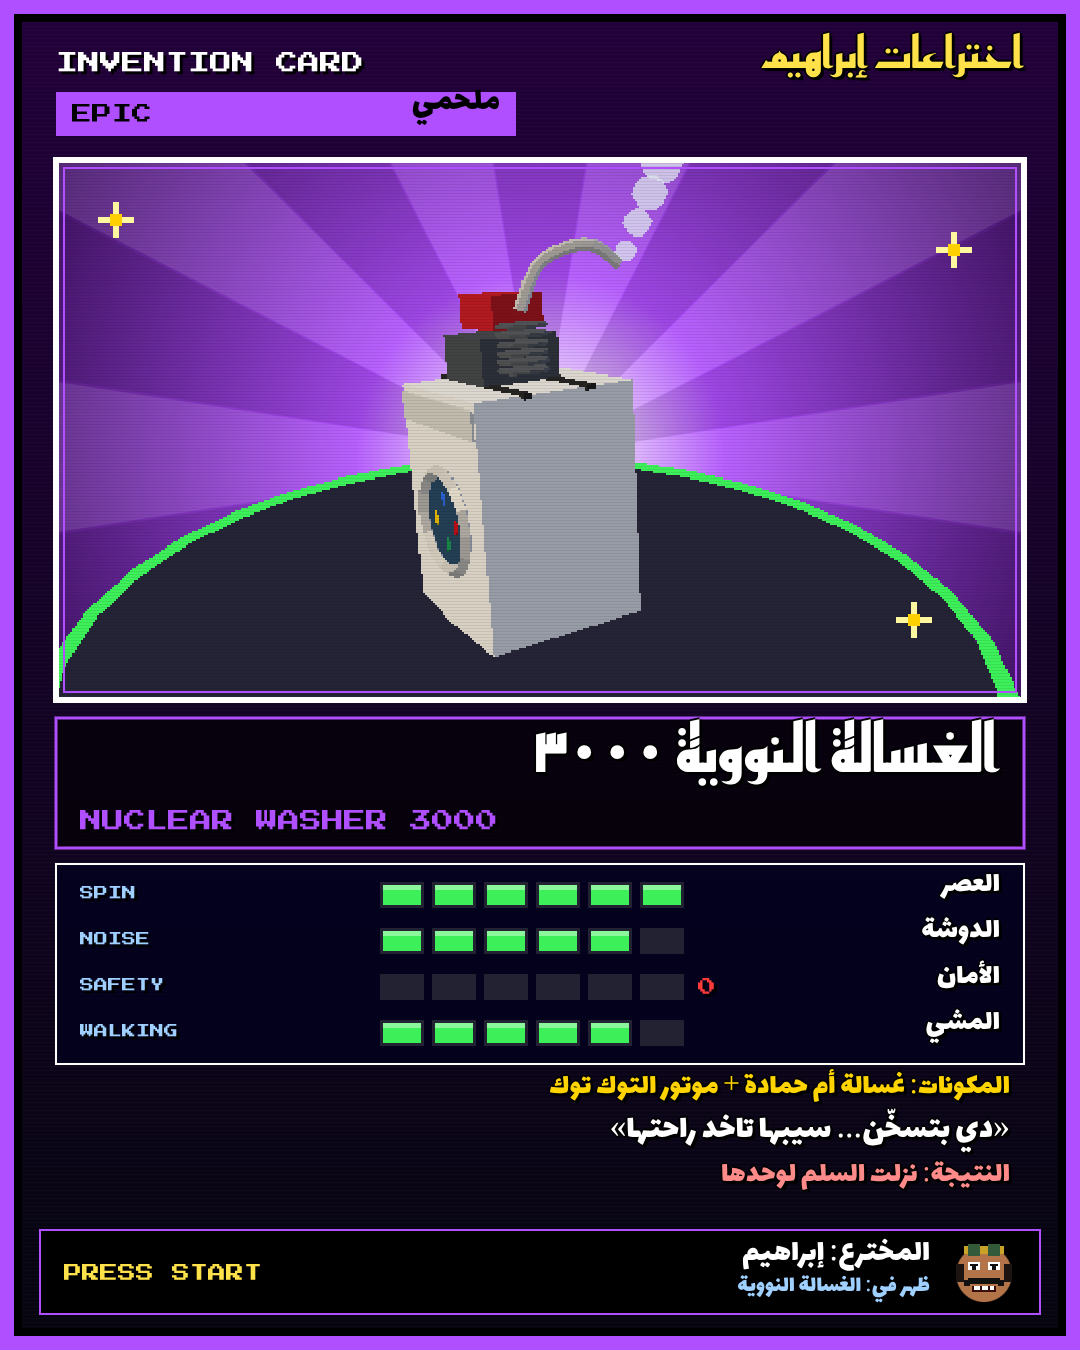 INVENTION CARD
اختراعات إبراهيم
EPIC
ملحمي
الغسالة النووية ٣٠٠٠
NUCLEAR WASHER 3000
SPIN العصر
NOISE الدوشة
SAFETY 0 الأمان
WALKING المشي
المكونات: غسالة أم حمادة + موتور التوك توك
«دي بتسخّن... سيبها تاخد راحتها»
النتيجة: نزلت السلم لوحدها
PRESS START
المخترع: إبراهيم
ظهر في: الغسالة النووية